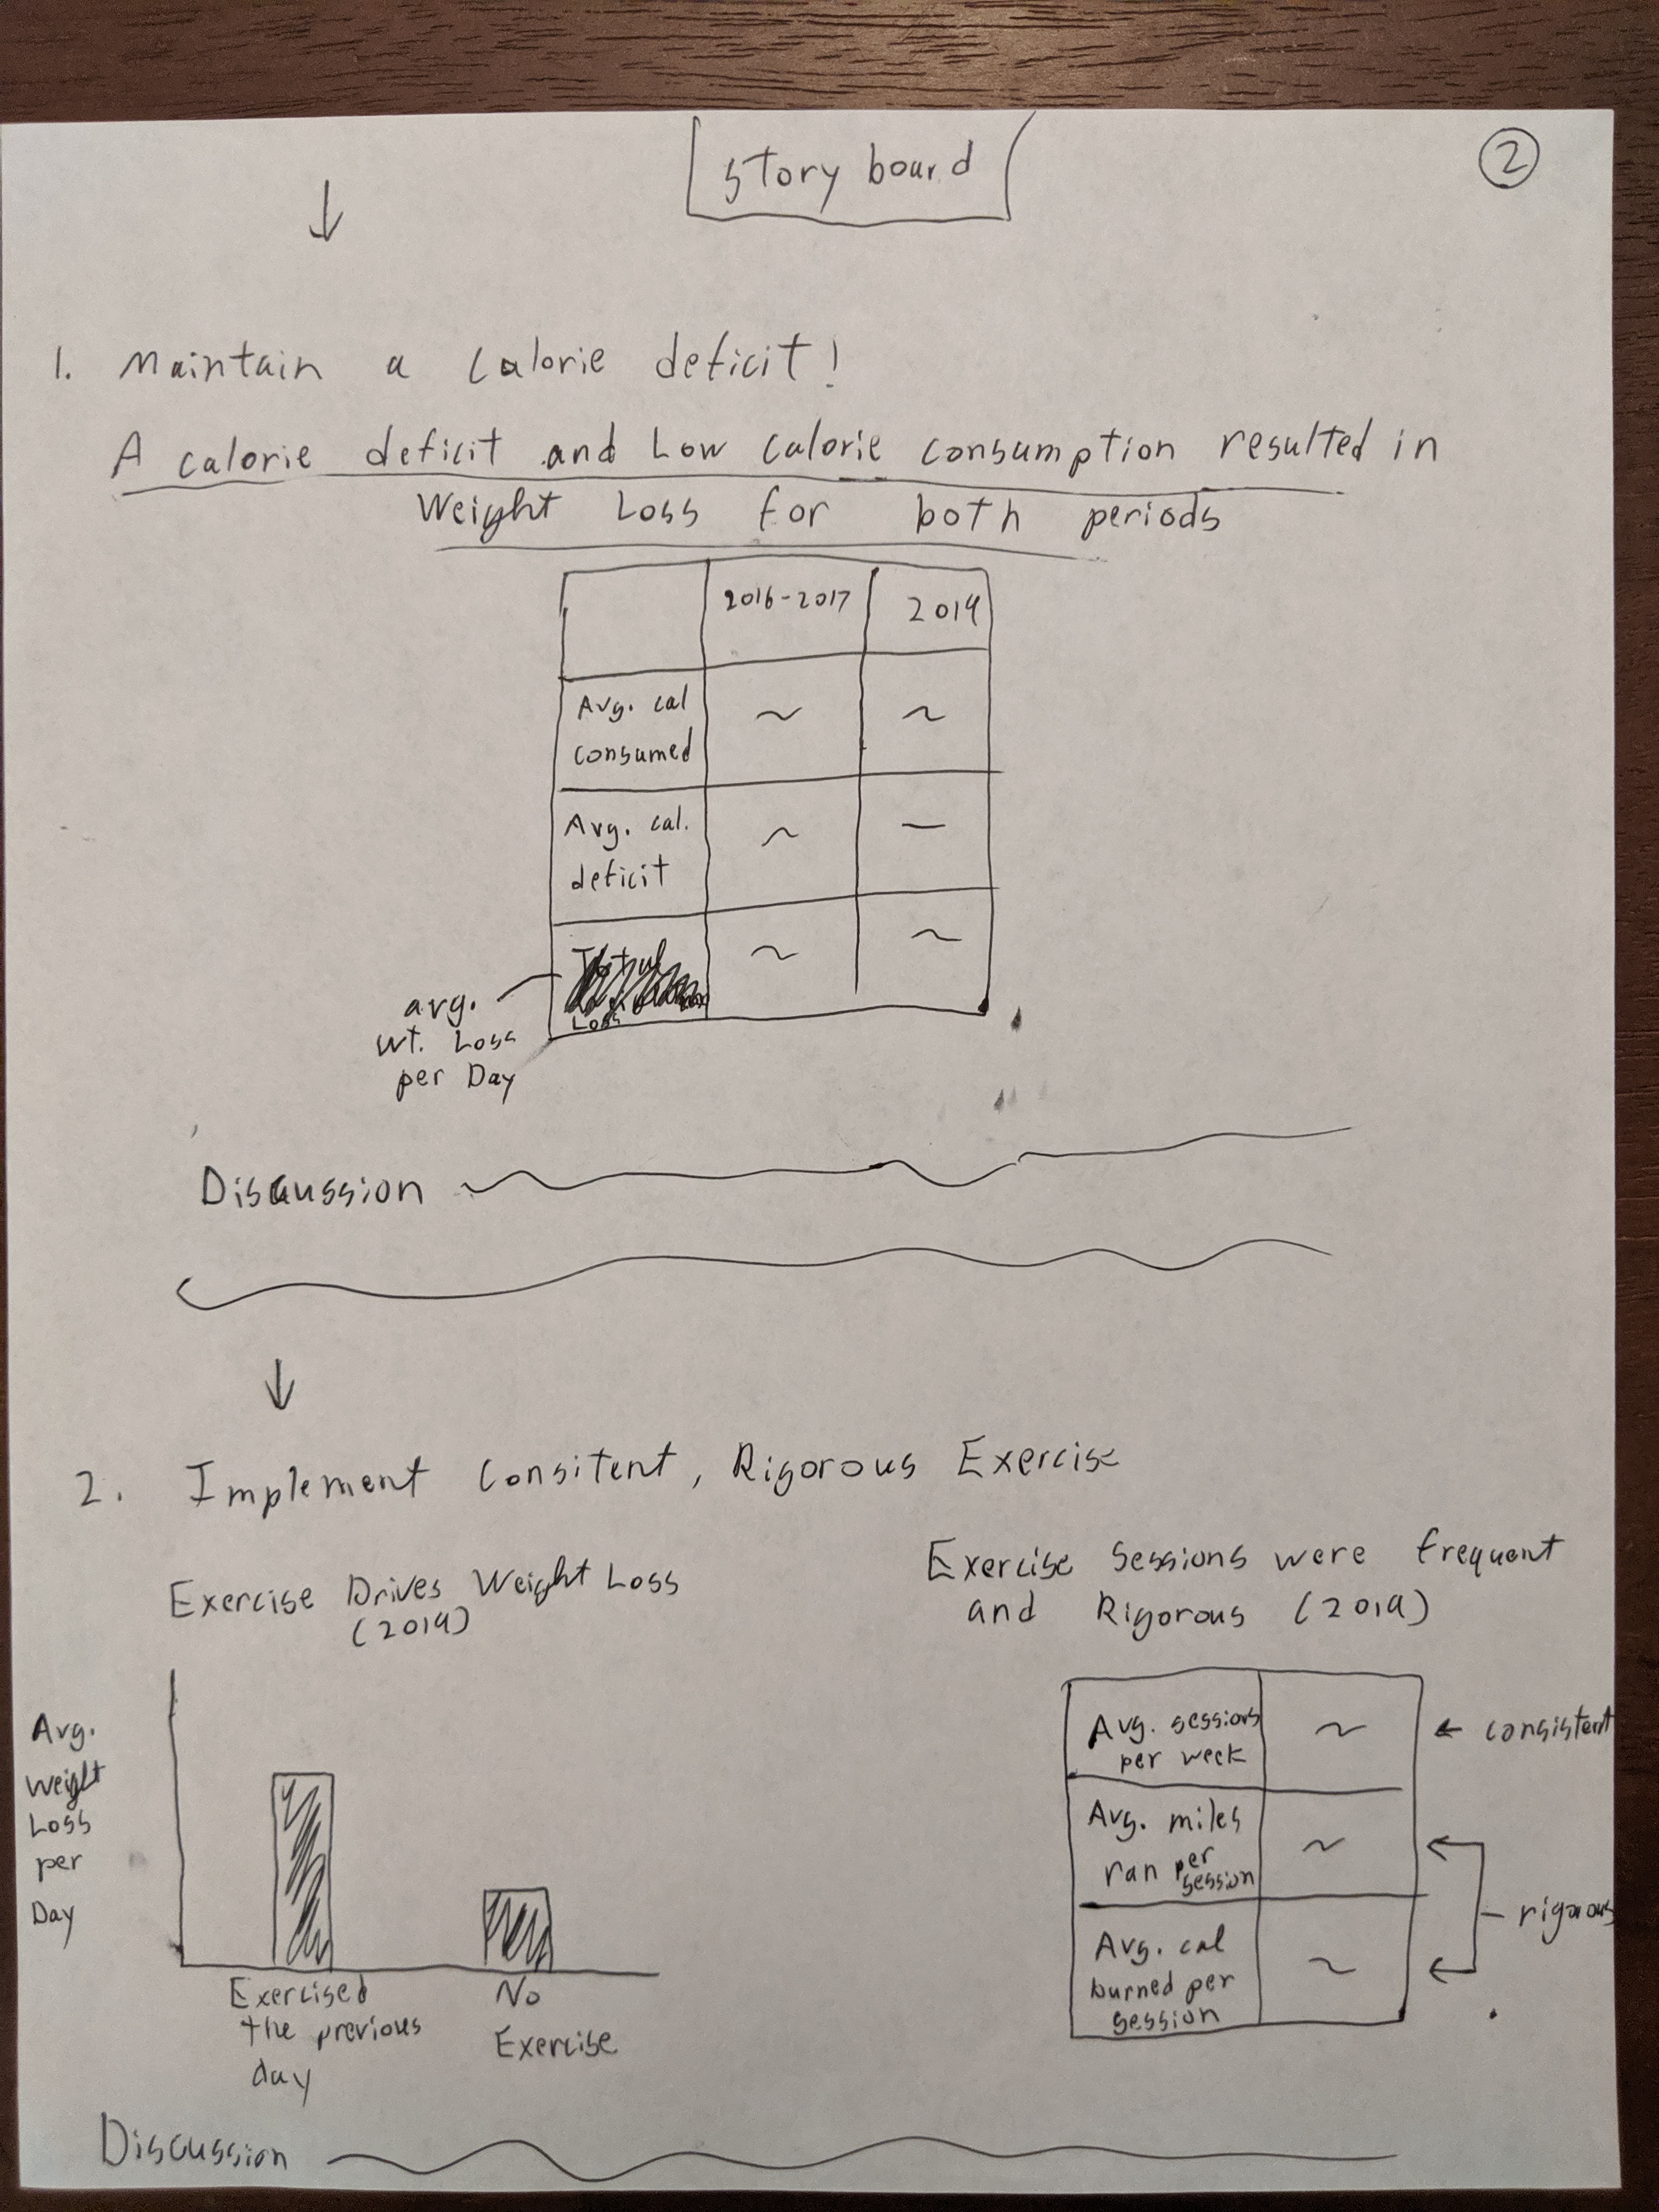 Story board
2
1. Maintain a calorie deficit!
A calorie deficit and Low calorie consumption resulted in
Weight Loss for both periods
2016-2017 2019
Avg. cal
consumed
~ ~
Avg. cal.
deficit
~ —
Total
Loss
~ ~
avg.
wt. Loss
per Day
Discussion
2. Implement Consitent, Rigorous Exercise
Exercise Drives Weight Loss
(2019)
Avg.
Weight
Loss
per
Day
Exercised
the previous
day
No
Exercise
Exercise Sessions were frequent
and Rigorous (2019)
Avg. sessions
per week
~
← consistent
Avg. miles
ran per
session
~
rigorous
Avg. cal
burned per
session
~
Discussion